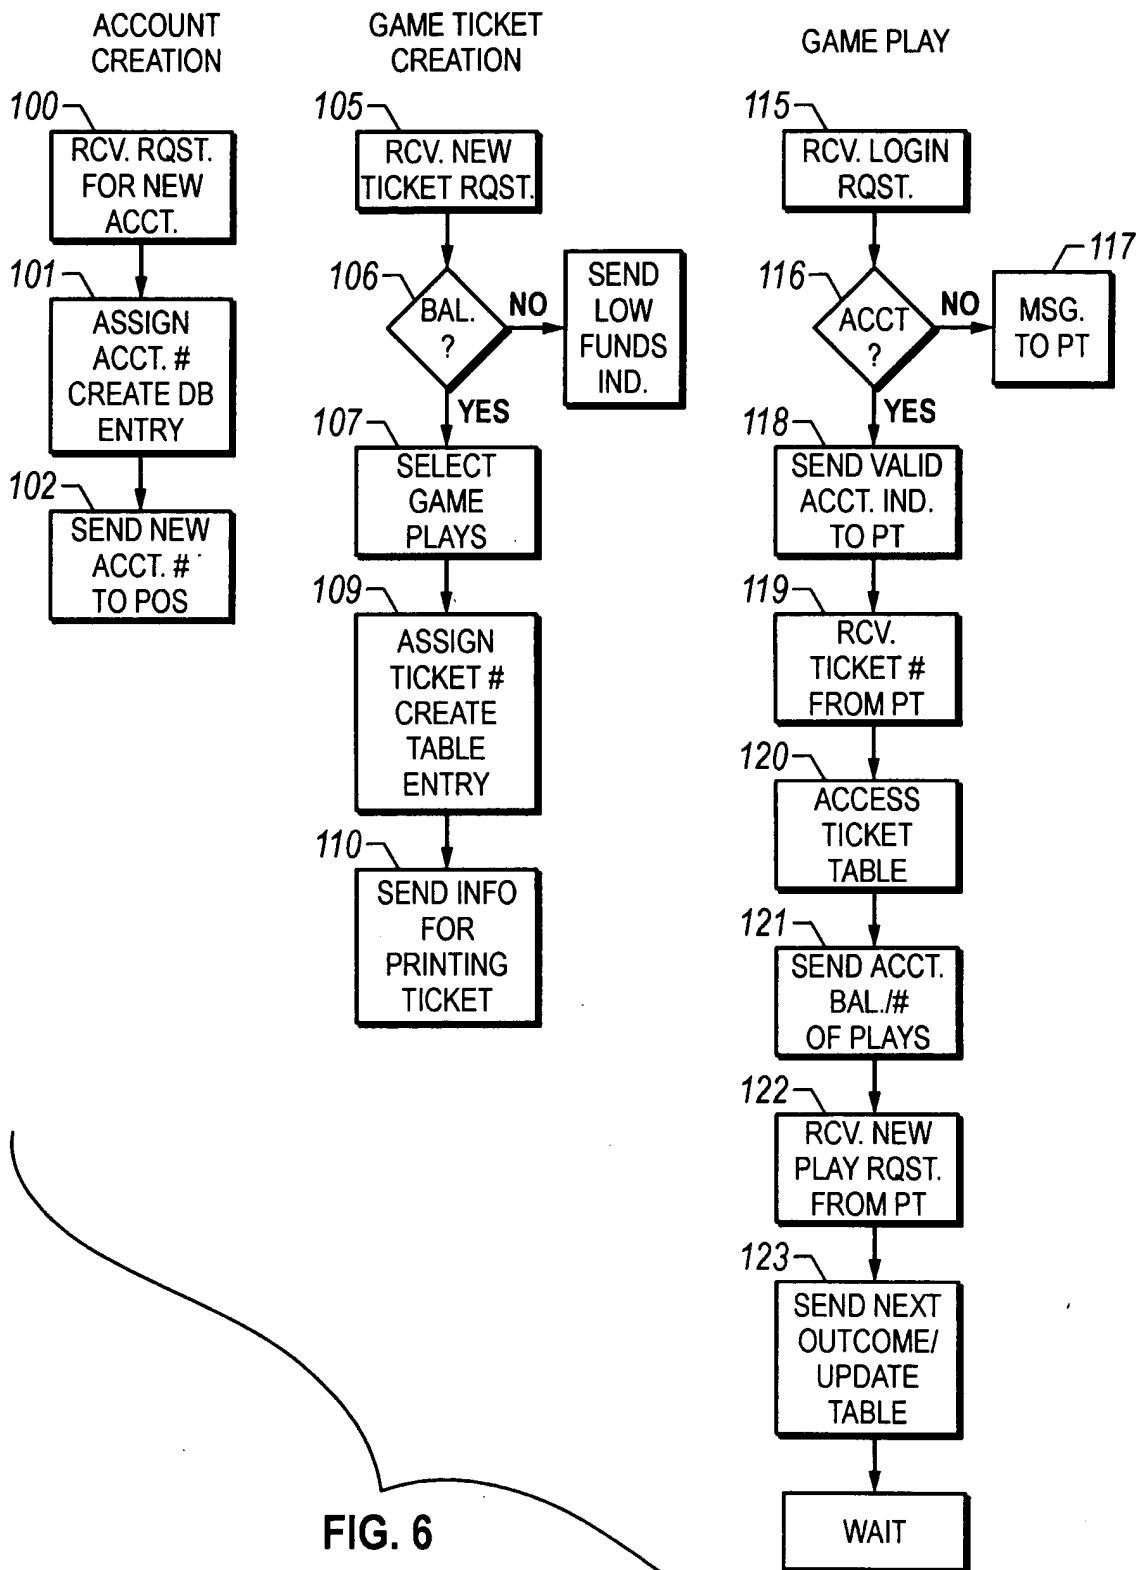 ACCOUNT
CREATION
100
RCV. RQST.
FOR NEW
ACCT.
101
ASSIGN
ACCT. #
CREATE DB
ENTRY
102
SEND NEW
ACCT. #
TO POS
GAME TICKET
CREATION
105
RCV. NEW
TICKET RQST.
106
BAL.
?
NO
SEND
LOW
FUNDS
IND.
YES
107
SELECT
GAME
PLAYS
109
ASSIGN
TICKET #
CREATE
TABLE
ENTRY
110
SEND INFO
FOR
PRINTING
TICKET
GAME PLAY
115
RCV. LOGIN
RQST.
116
ACCT
?
NO
117
MSG.
TO PT
YES
118
SEND VALID
ACCT. IND.
TO PT
119
RCV.
TICKET #
FROM PT
120
ACCESS
TICKET
TABLE
121
SEND ACCT.
BAL./#
OF PLAYS
122
RCV. NEW
PLAY RQST.
FROM PT
123
SEND NEXT
OUTCOME/
UPDATE
TABLE
WAIT
FIG. 6